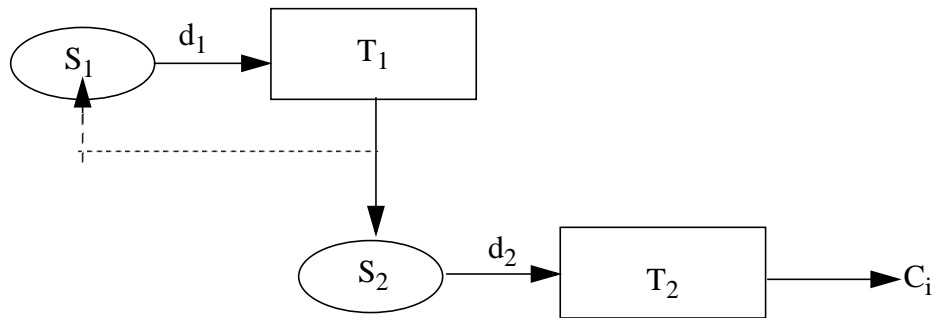 S₁
d₁
T₁
S₂
d₂
T₂
Cᵢ